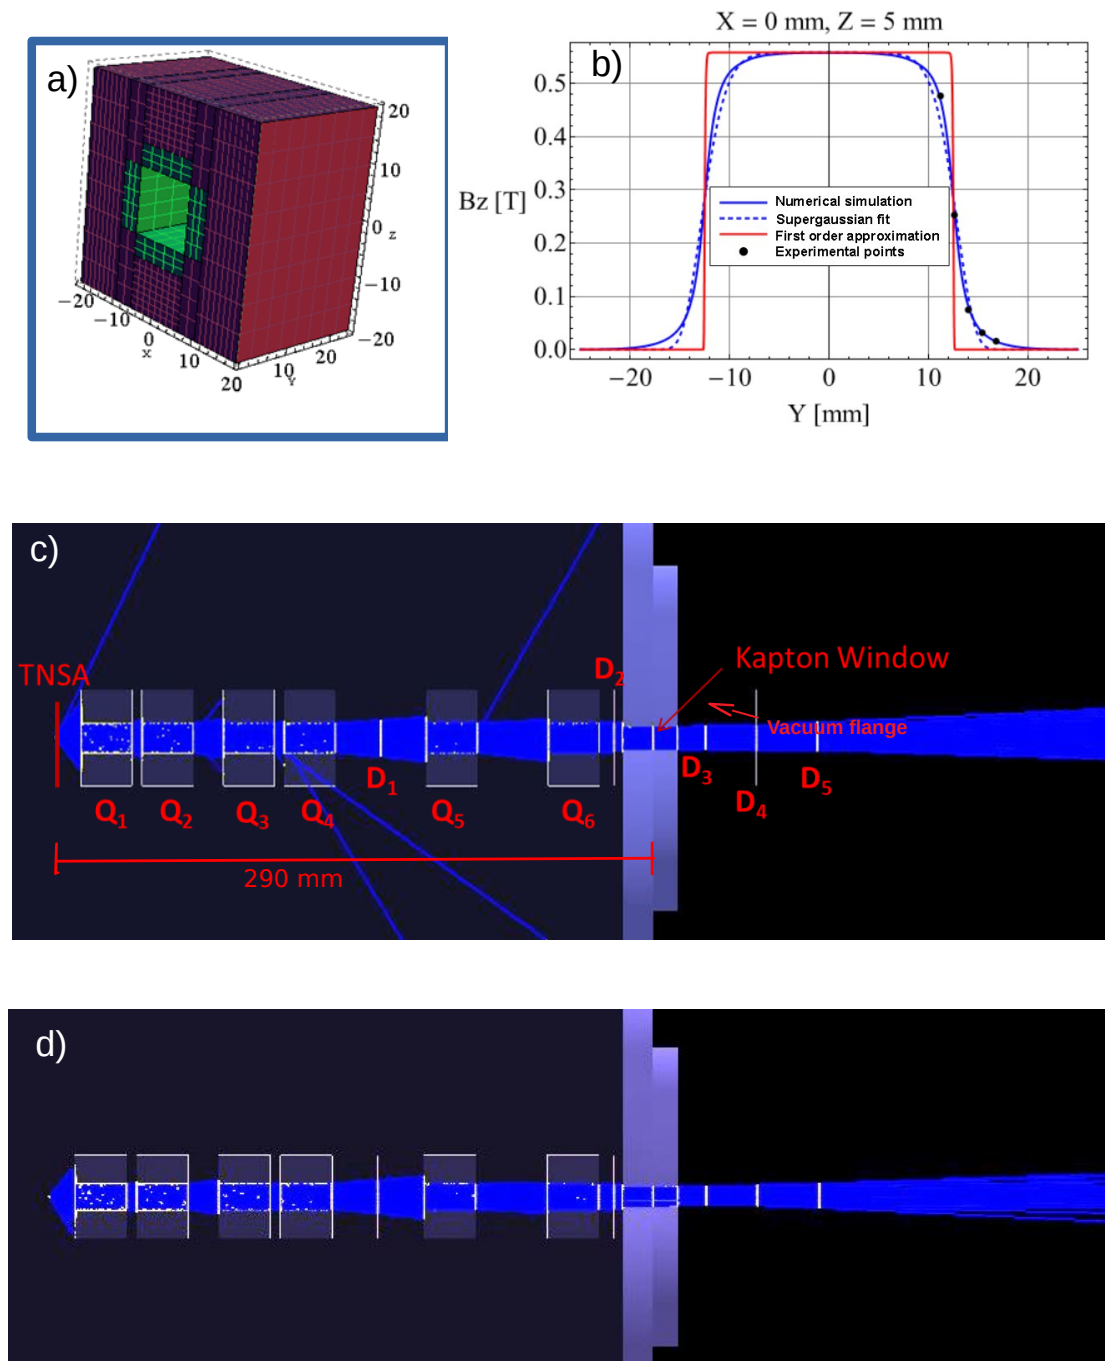 a)
20
10
0
z
−10
−20
−20
−10
0
x
10
20
10
Y
20
X = 0 mm, Z = 5 mm
b)
0.5
0.4
0.3
Bz [T]
0.2
0.1
0.0
Numerical simulation
Supergaussian fit
First order approximation
Experimental points
−20 −10 0 10 20
Y [mm]
c)
TNSA
D2
Kapton Window
Vacuum flange
D1
D3
D4
D5
Q1 Q2 Q3 Q4 Q5 Q6
290 mm
d)